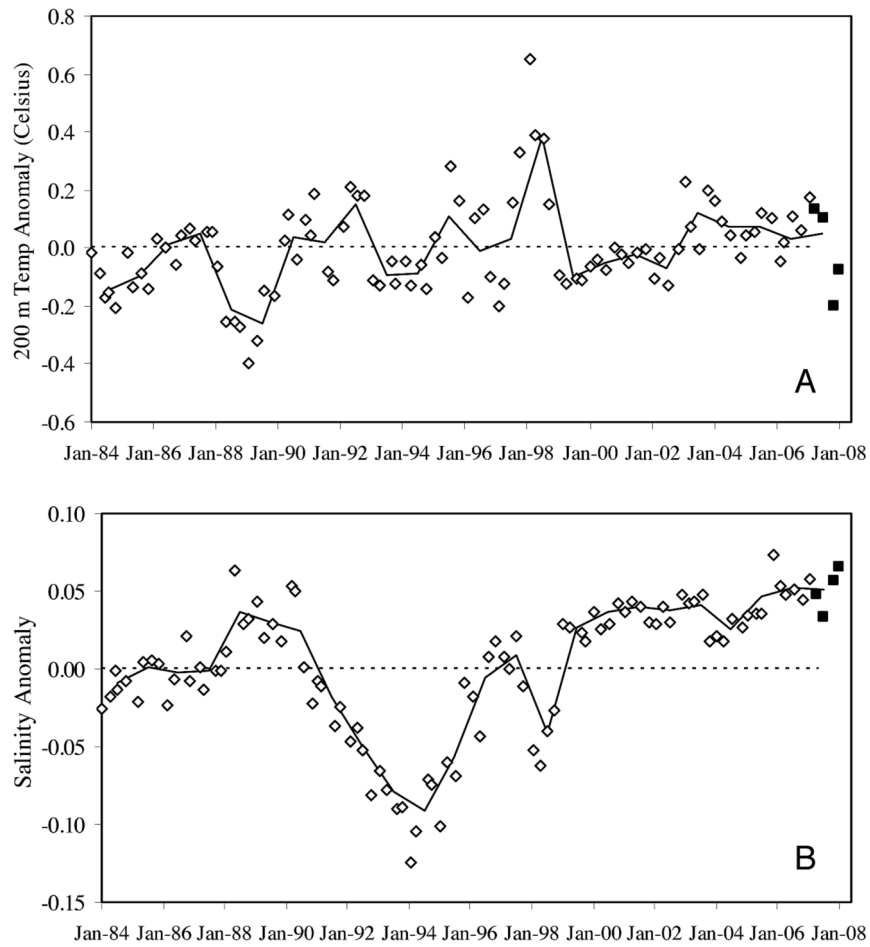 0.8
0.6
0.4
0.2
0.0
-0.2
-0.4
-0.6
200 m Temp Anomaly (Celsius)
A
Jan-84 Jan-86 Jan-88 Jan-90 Jan-92 Jan-94 Jan-96 Jan-98 Jan-00 Jan-02 Jan-04 Jan-06 Jan-08
0.10
0.05
0.00
-0.05
-0.10
-0.15
Salinity Anomaly
B
Jan-84 Jan-86 Jan-88 Jan-90 Jan-92 Jan-94 Jan-96 Jan-98 Jan-00 Jan-02 Jan-04 Jan-06 Jan-08